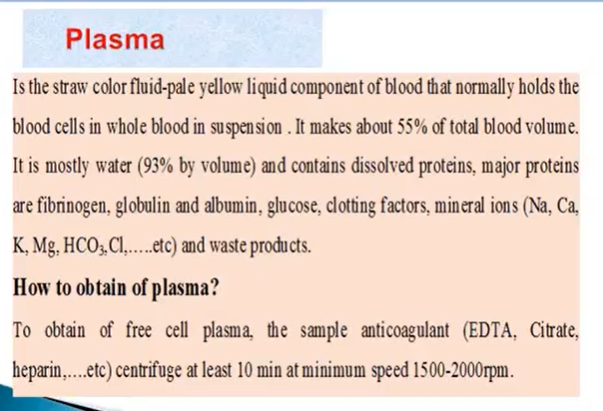 Plasma
Is the straw color fluid-pale yellow liquid component of blood that normally holds the
blood cells in whole blood in suspension . It makes about 55% of total blood volume.
It is mostly water (93% by volume) and contains dissolved proteins, major proteins
are fibrinogen, globulin and albumin, glucose, clotting factors, mineral ions (Na, Ca,
K, Mg, HCO₃,Cl,…..etc) and waste products.
How to obtain of plasma?
To obtain of free cell plasma, the sample anticoagulant (EDTA, Citrate,
heparin,….etc) centrifuge at least 10 min at minimum speed 1500-2000rpm.